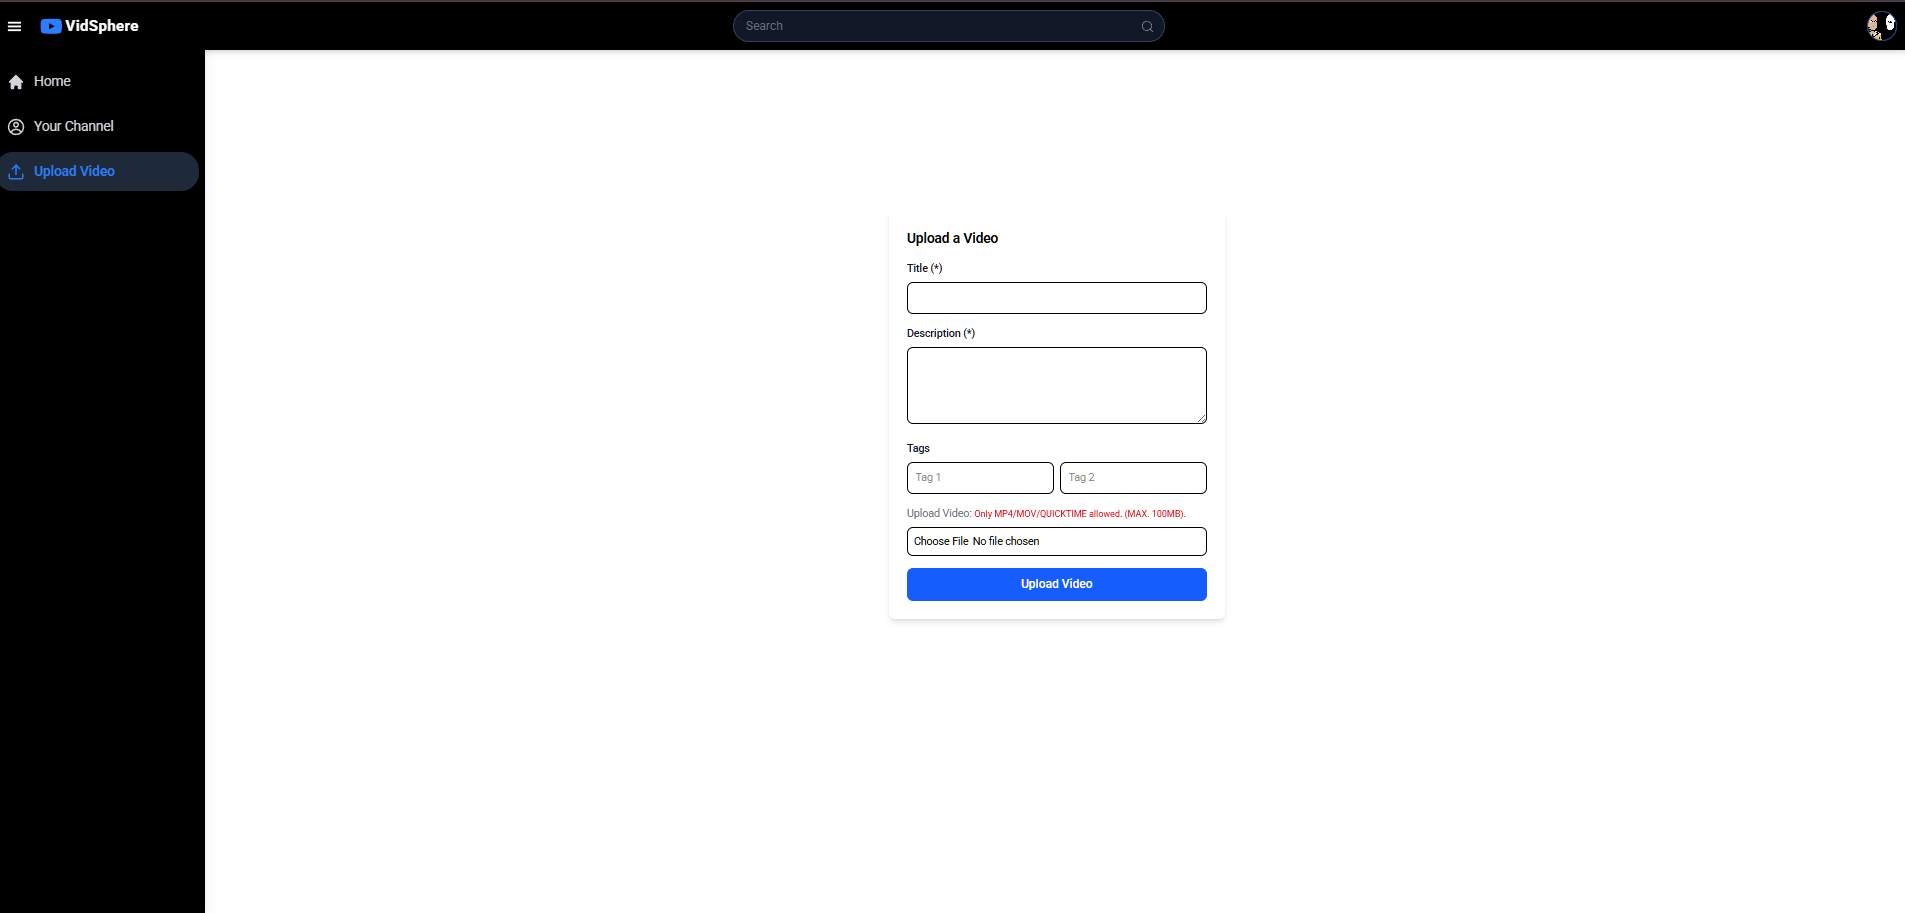 VidSphere
Search
Home
Your Channel
Upload Video
Upload a Video
Title (*)
Description (*)
Tags
Tag 1 Tag 2
Upload Video: Only MP4/MOV/QUICKTIME allowed. (MAX. 100MB).
Choose File No file chosen
Upload Video